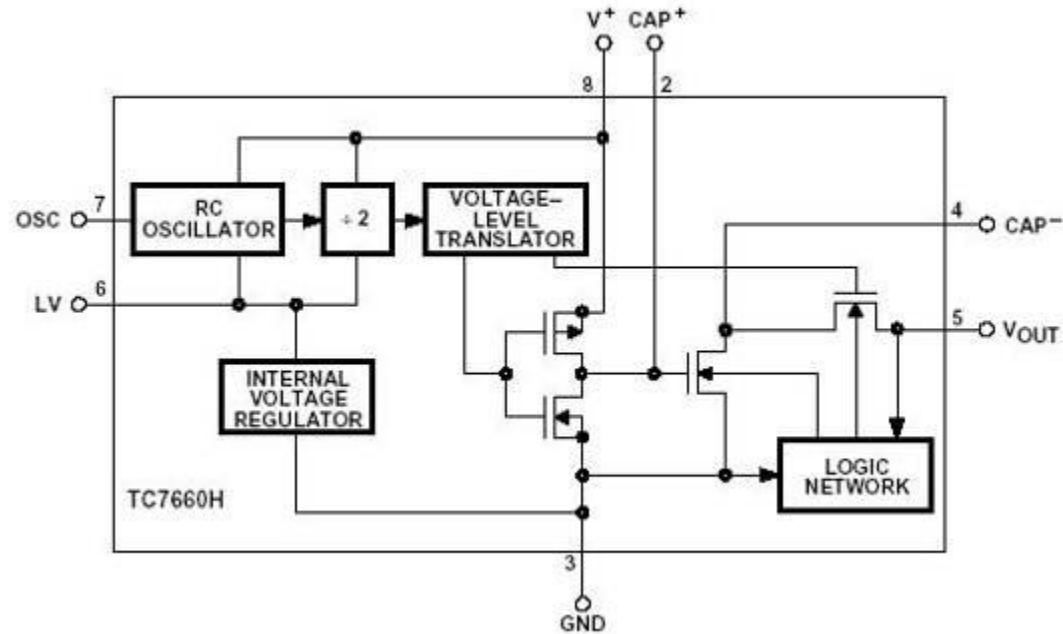 V+ CAP+
8 2
7
OSC
RC
OSCILLATOR
÷ 2
VOLTAGE–
LEVEL
TRANSLATOR
4
CAP–
6
LV
5
VOUT
INTERNAL
VOLTAGE
REGULATOR
LOGIC
NETWORK
TC7660H
3
GND